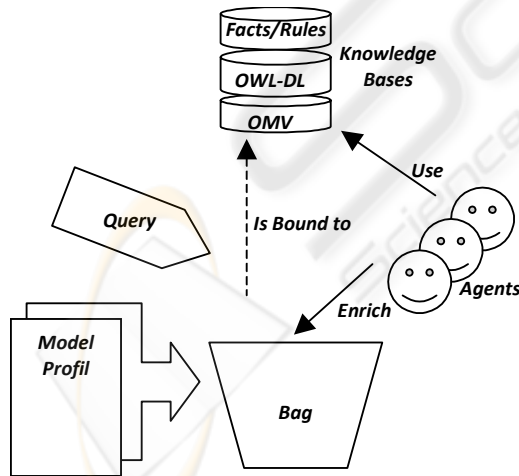 Facts/Rules
OWL-DL
OMV
Knowledge
Bases
Use
Query
Is Bound to
Agents
Enrich
Model
Profil
Bag